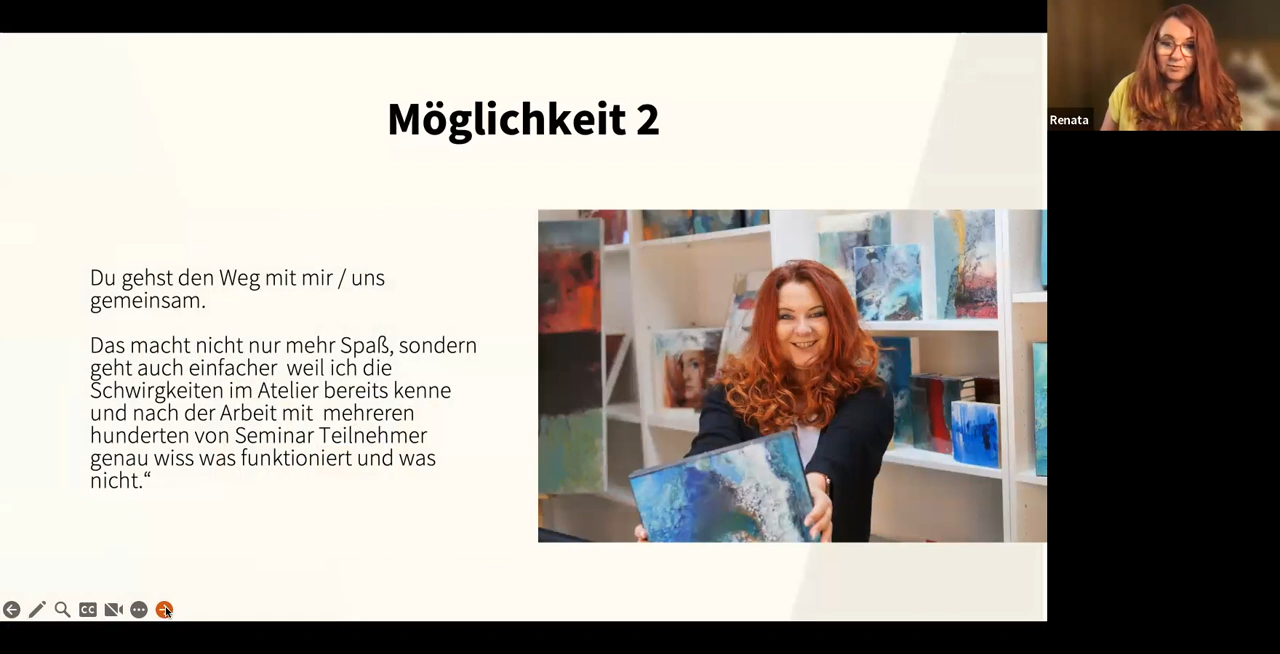 Möglichkeit 2
Renata
Du gehst den Weg mit mir / uns
gemeinsam.
Das macht nicht nur mehr Spaß, sondern
geht auch einfacher  weil ich die
Schwirgkeiten im Atelier bereits kenne
und nach der Arbeit mit  mehreren
hunderten von Seminar Teilnehmer
genau wiss was funktioniert und was
nicht.“
CC